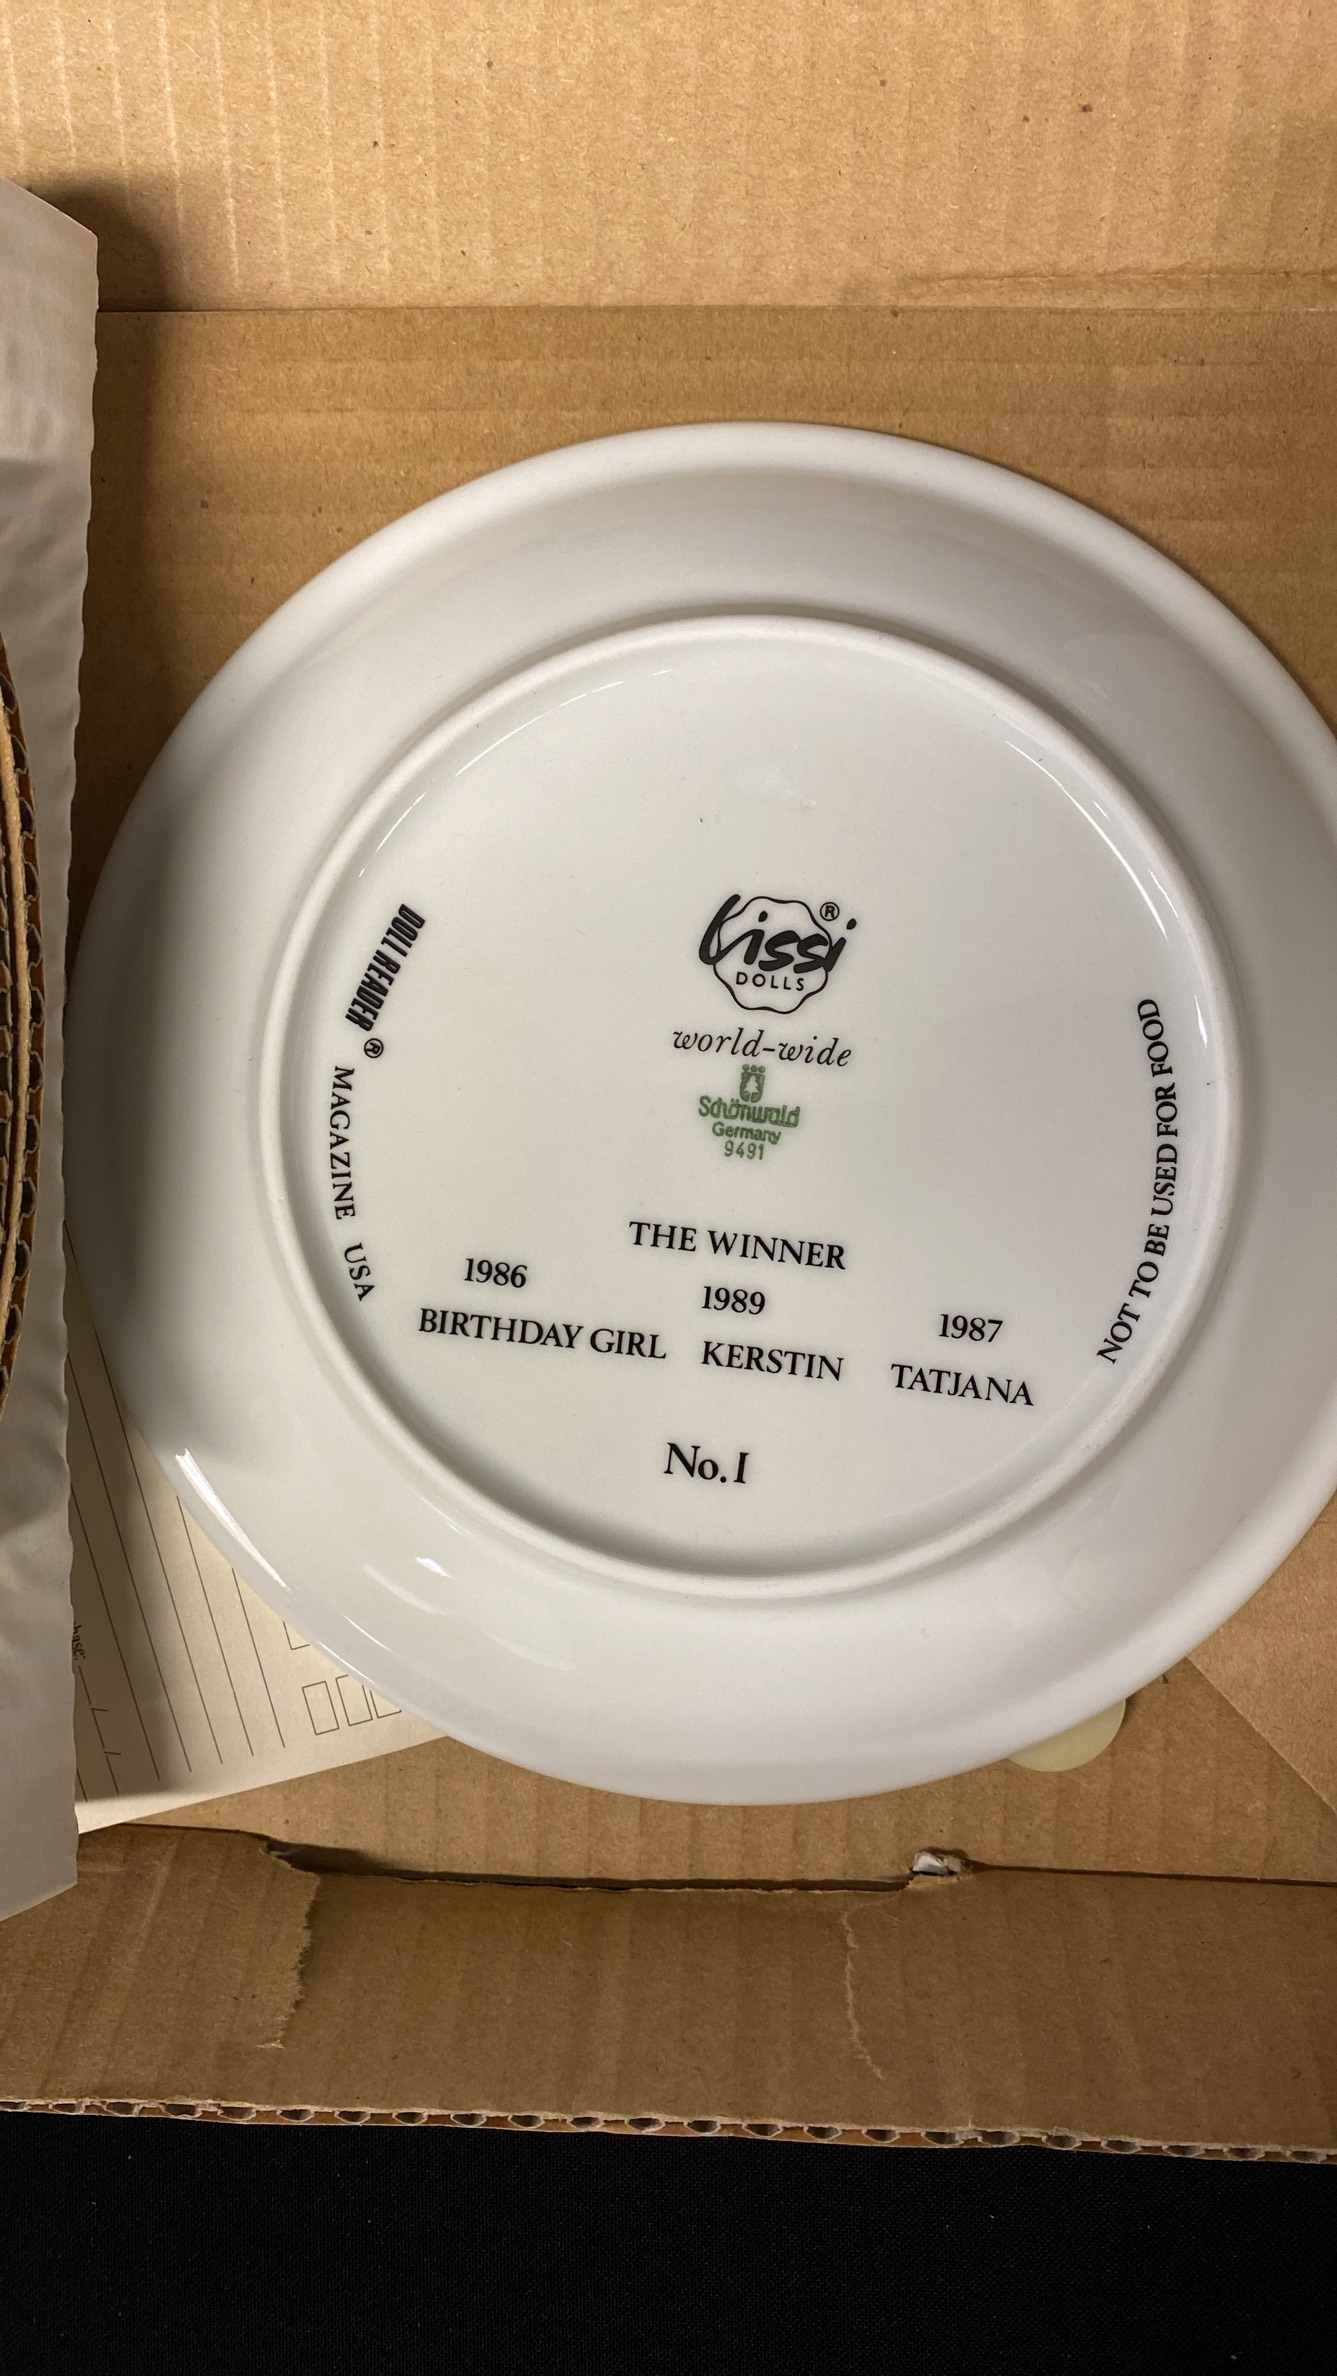 Lissi ®
DOLLS
world-wide
Schönwald
Germany
9491
DOLL READER ® MAGAZINE USA
NOT TO BE USED FOR FOOD
THE WINNER
1986 1989 1987
BIRTHDAY GIRL KERSTIN TATJANA
No. I